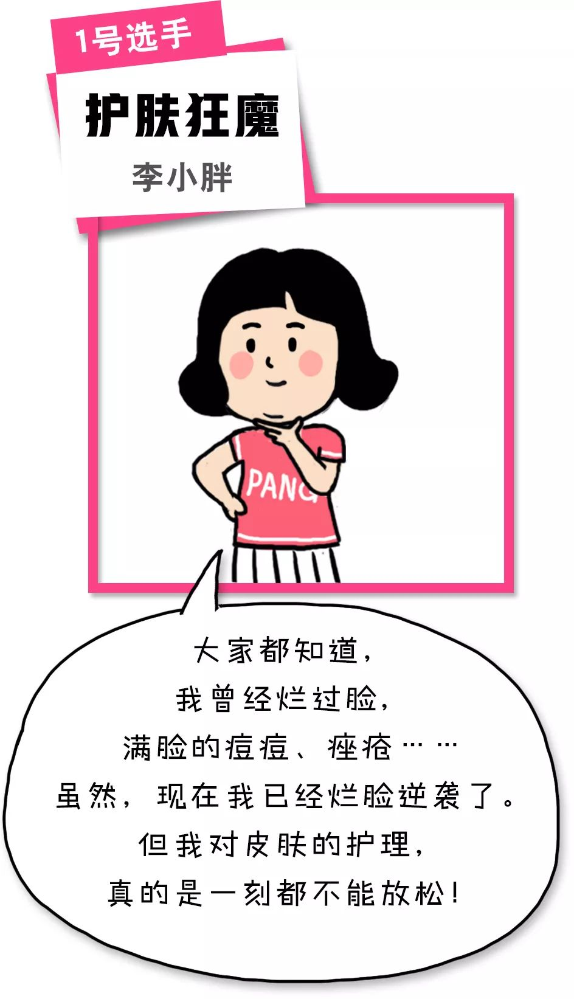 1号选手
护肤狂魔
李小胖
PANG
大家都知道，
我曾经烂过脸，
满脸的痘痘、痤疮……
虽然，现在我已经烂脸逆袭了。
但我对皮肤的护理，
真的是一刻都不能放松！